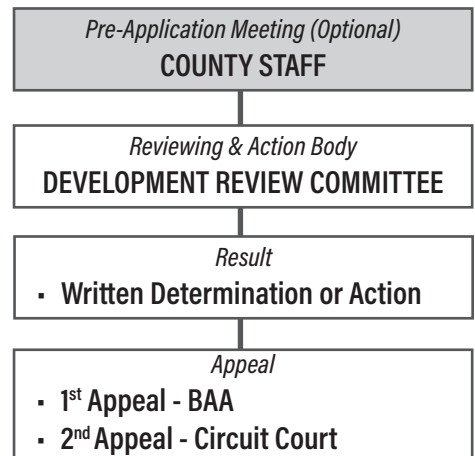 Pre-Application Meeting (Optional)
COUNTY STAFF
Reviewing & Action Body
DEVELOPMENT REVIEW COMMITTEE
Result
▪ Written Determination or Action
Appeal
▪ 1st Appeal - BAA
▪ 2nd Appeal - Circuit Court